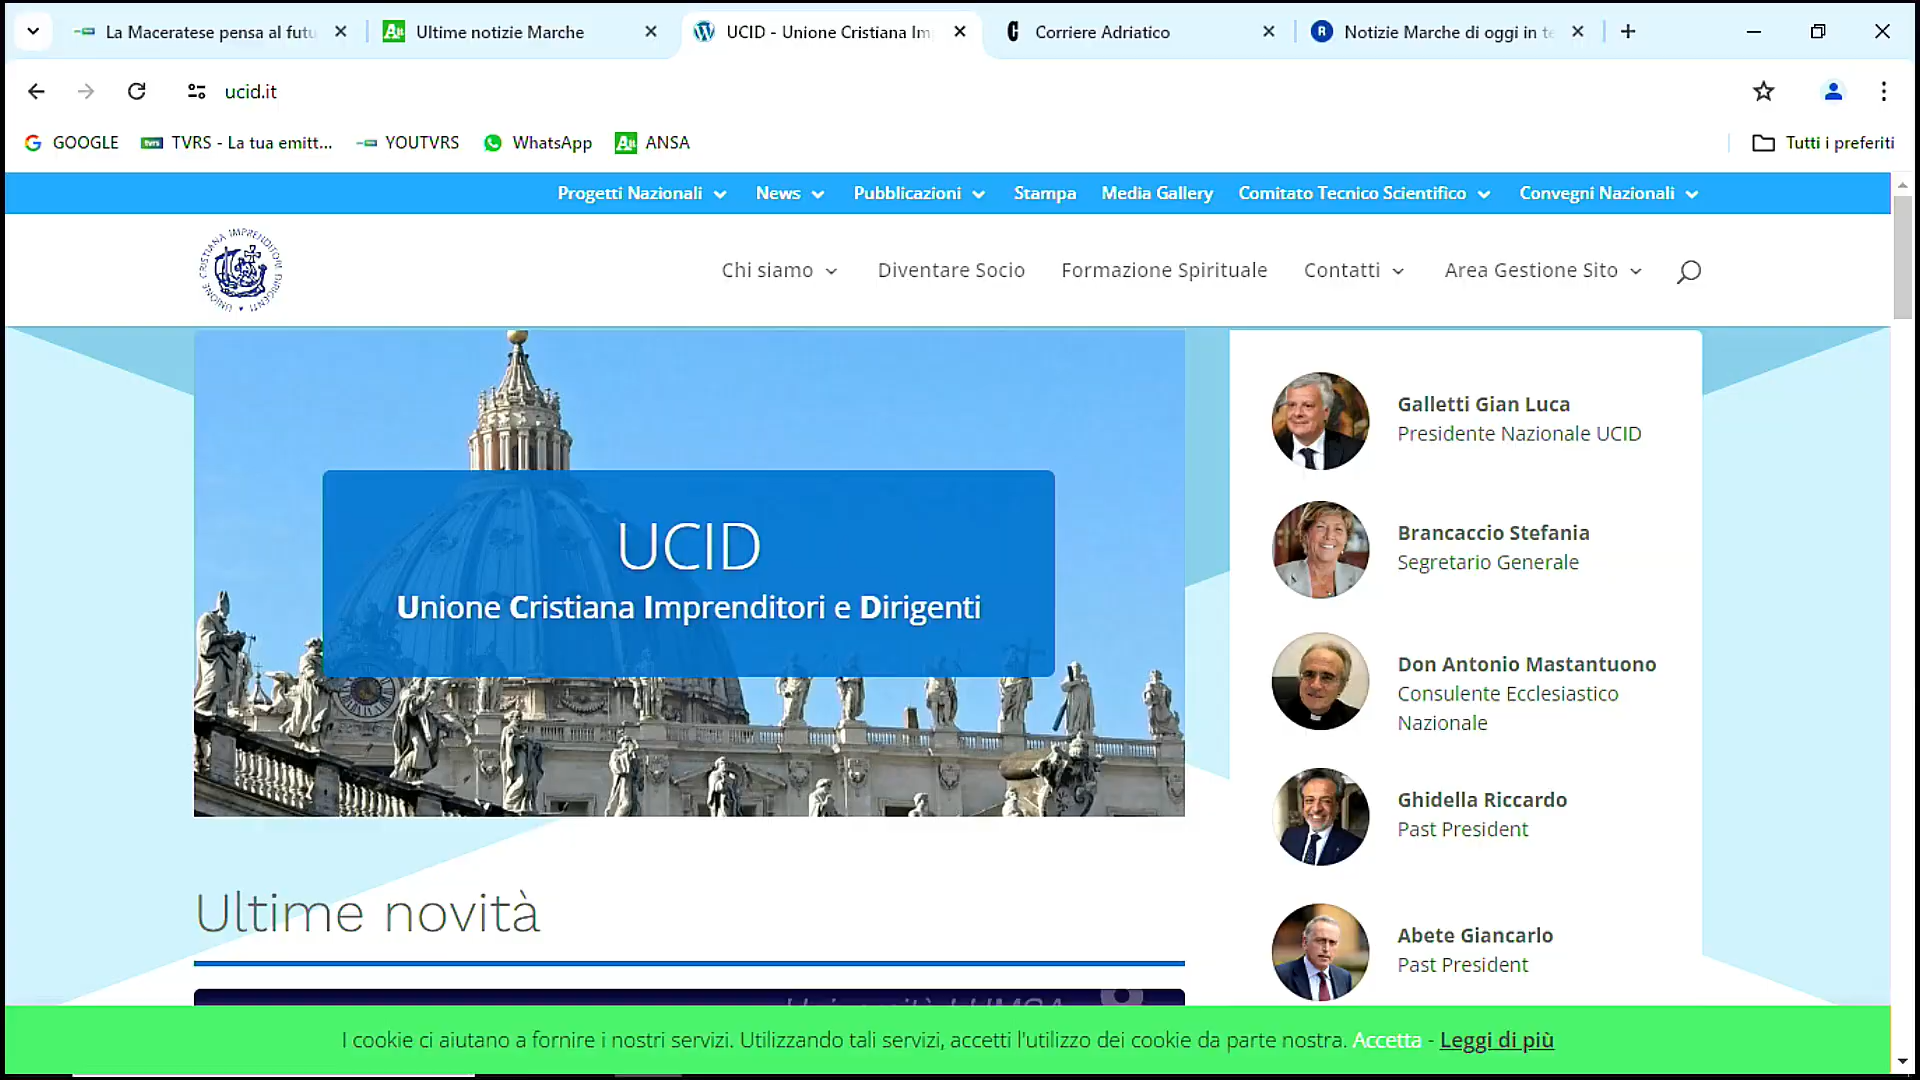 La Maceratese pensa al futu
Ultime notizie Marche
UCID - Unione Cristiana Im
Corriere Adriatico
Notizie Marche di oggi in te
ucid.it
GOOGLE
TVRS - La tua emitt...
YOUTVRS
WhatsApp
ANSA
Tutti i preferiti
Progetti Nazionali
News
Pubblicazioni
Stampa
Media Gallery
Comitato Tecnico Scientifico
Convegni Nazionali
UNIONE CRISTIANA IMPRENDITORI DIRIGENTI
Chi siamo
Diventare Socio
Formazione Spirituale
Contatti
Area Gestione Sito
UCID
Unione Cristiana Imprenditori e Dirigenti
Galletti Gian Luca
Presidente Nazionale UCID
Brancaccio Stefania
Segretario Generale
Don Antonio Mastantuono
Consulente Ecclesiastico
Nazionale
Ghidella Riccardo
Past President
Abete Giancarlo
Past President
Ultime novità
I cookie ci aiutano a fornire i nostri servizi. Utilizzando tali servizi, accetti l'utilizzo dei cookie da parte nostra. Accetta - Leggi di più